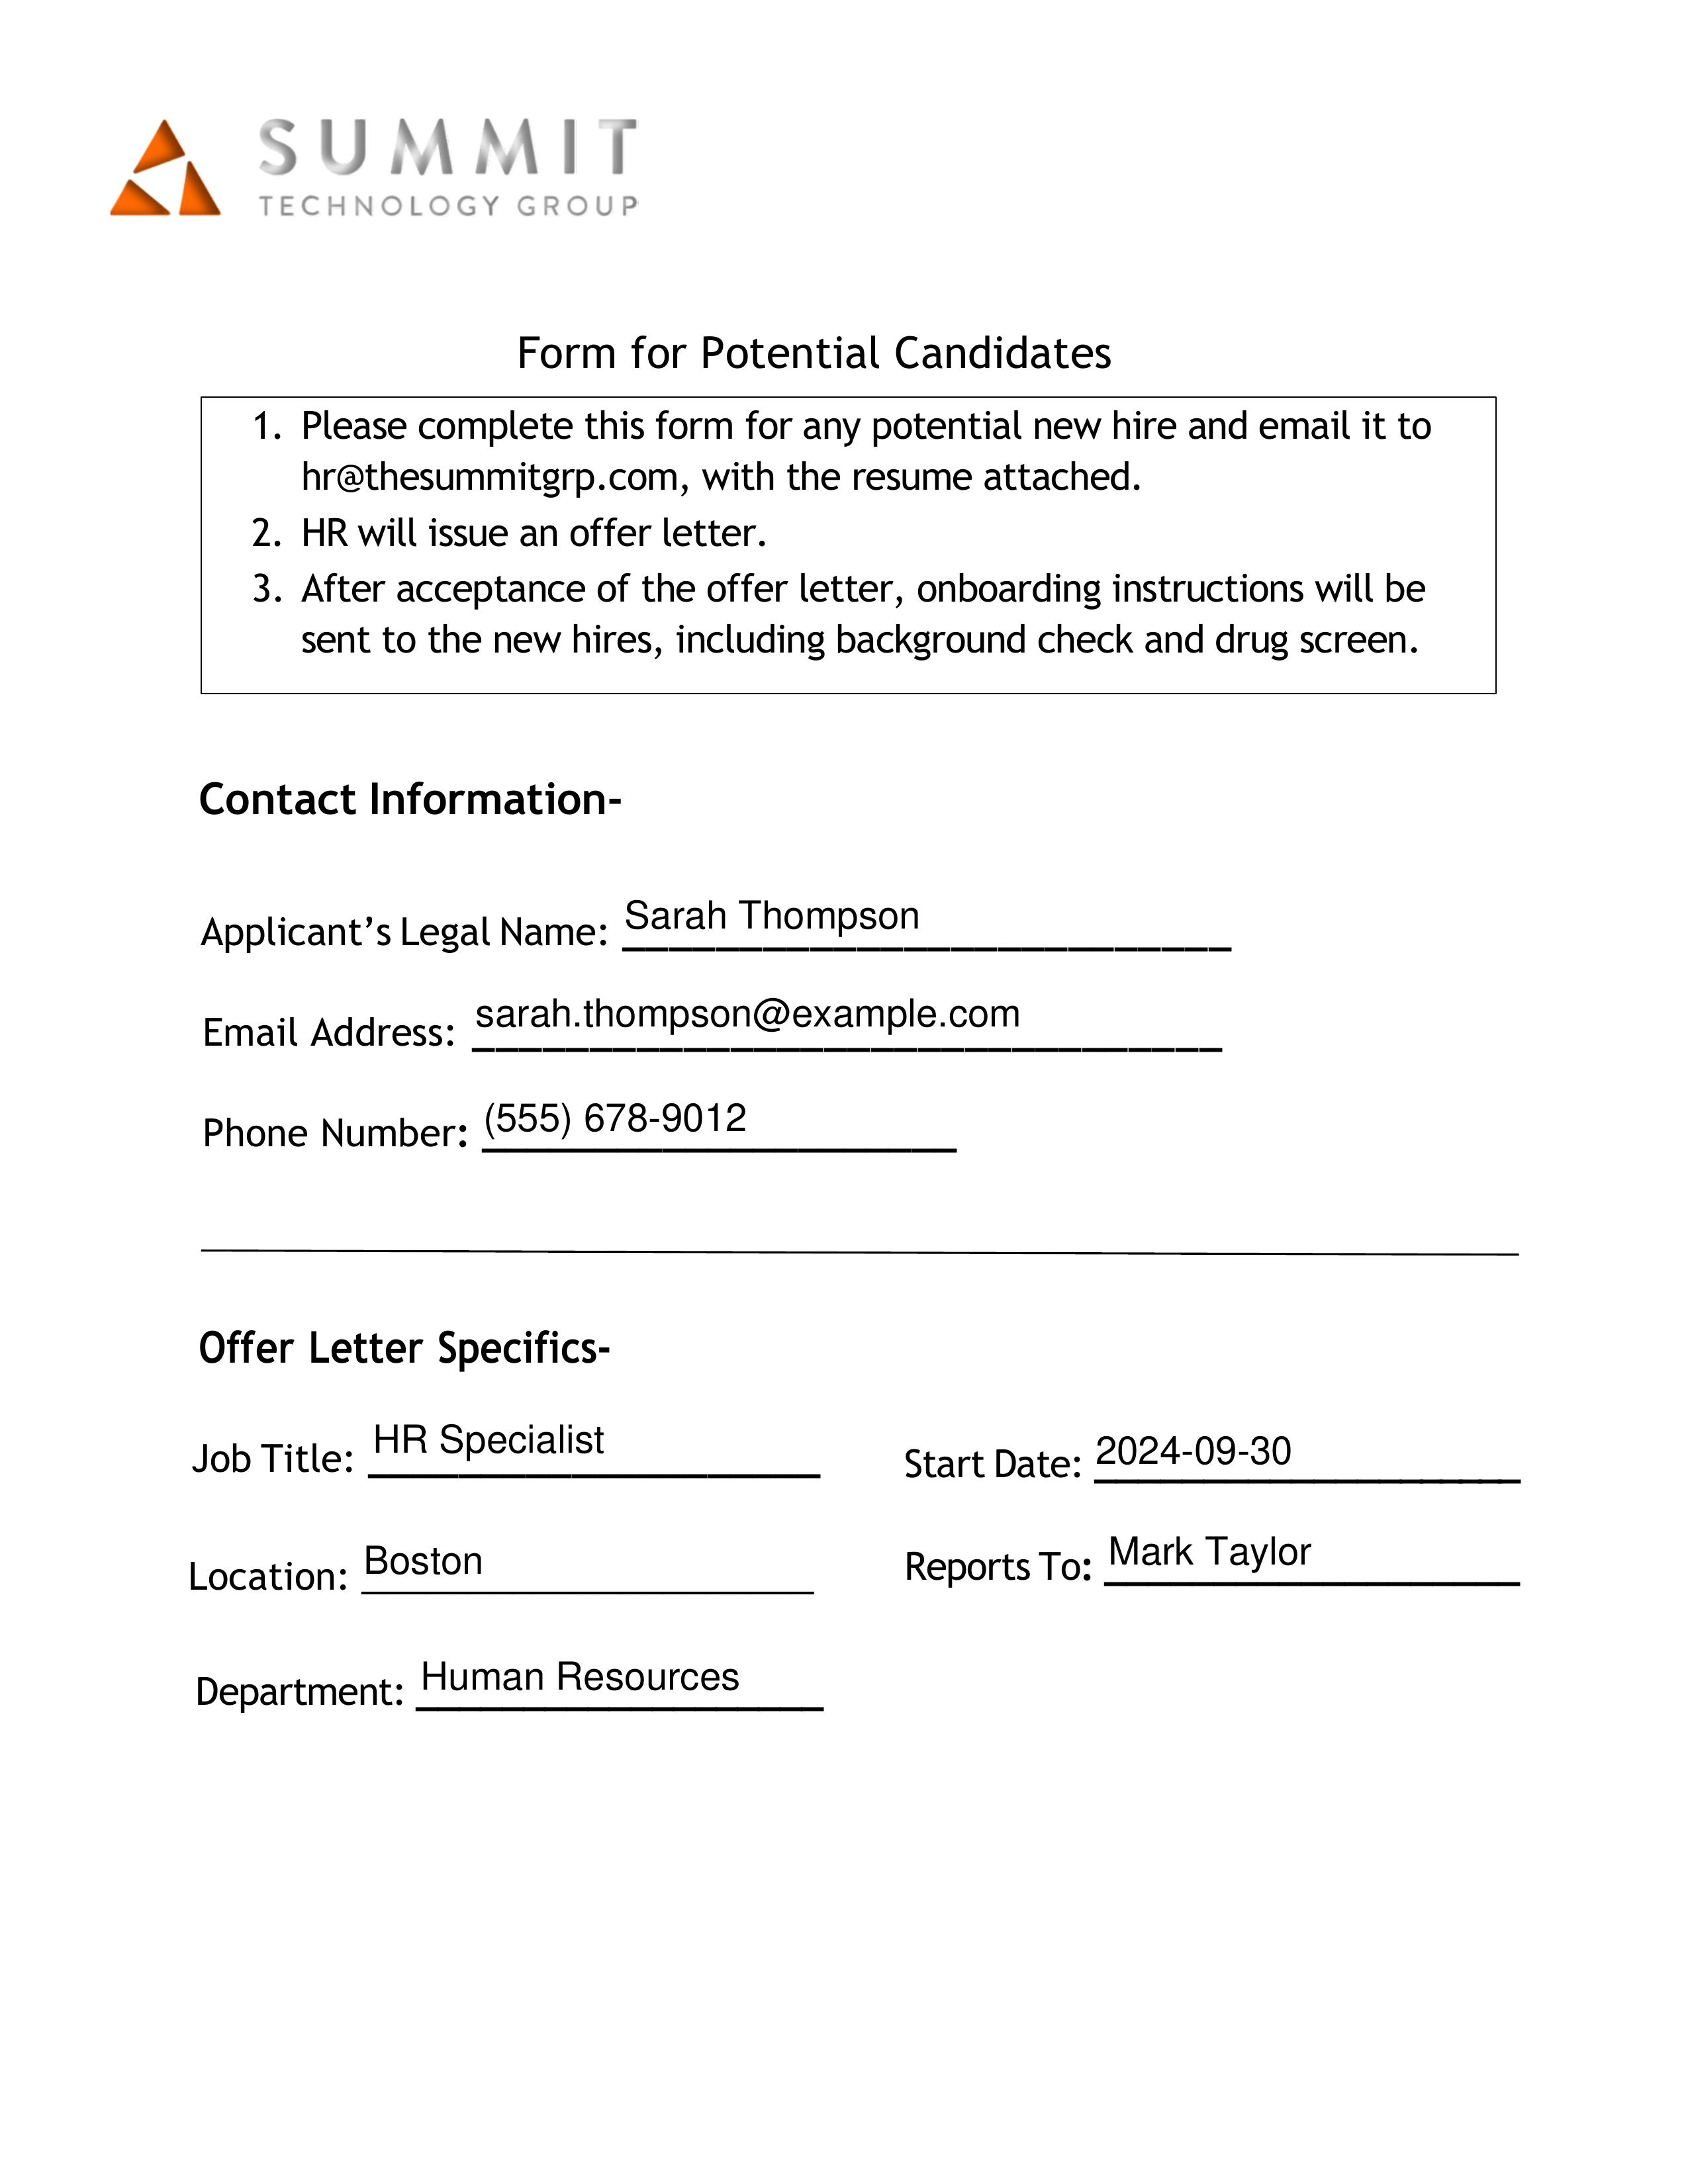 SUMMIT
TECHNOLOGY GROUP
Form for Potential Candidates
1. Please complete this form for any potential new hire and email it to
hr@thesummitgrp.com, with the resume attached.
2. HR will issue an offer letter.
3. After acceptance of the offer letter, onboarding instructions will be
sent to the new hires, including background check and drug screen.
Contact Information-
Applicant’s Legal Name: Sarah Thompson
Email Address: sarah.thompson@example.com
Phone Number: (555) 678-9012
Offer Letter Specifics-
Job Title: HR Specialist
Start Date: 2024-09-30
Location: Boston
Reports To: Mark Taylor
Department: Human Resources